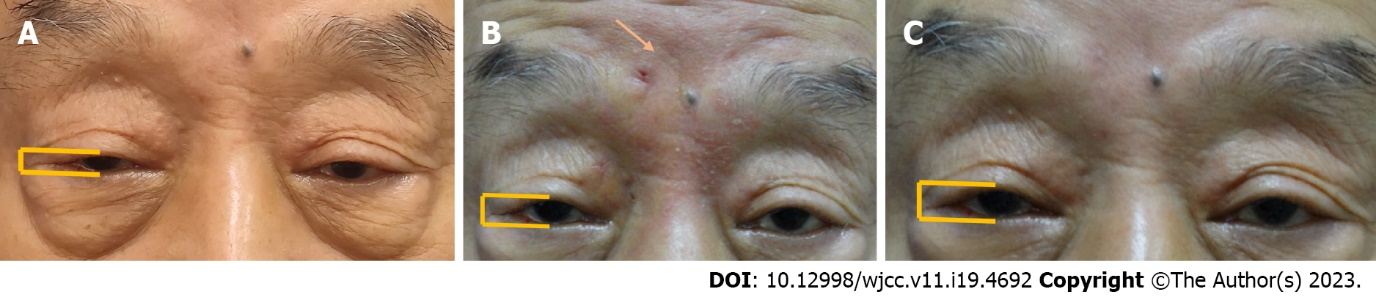 A
B
C
DOI: 10.12998/wjcc.v11.i19.4692 Copyright ©The Author(s) 2023.